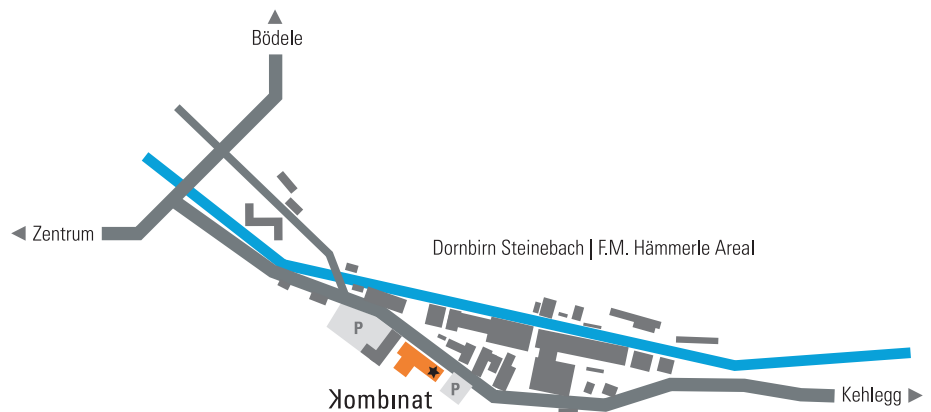 Bödele
Zentrum
Dornbirn Steinebach | F.M. Hämmerle Areal
P
P
Kombinat
Kehlegg